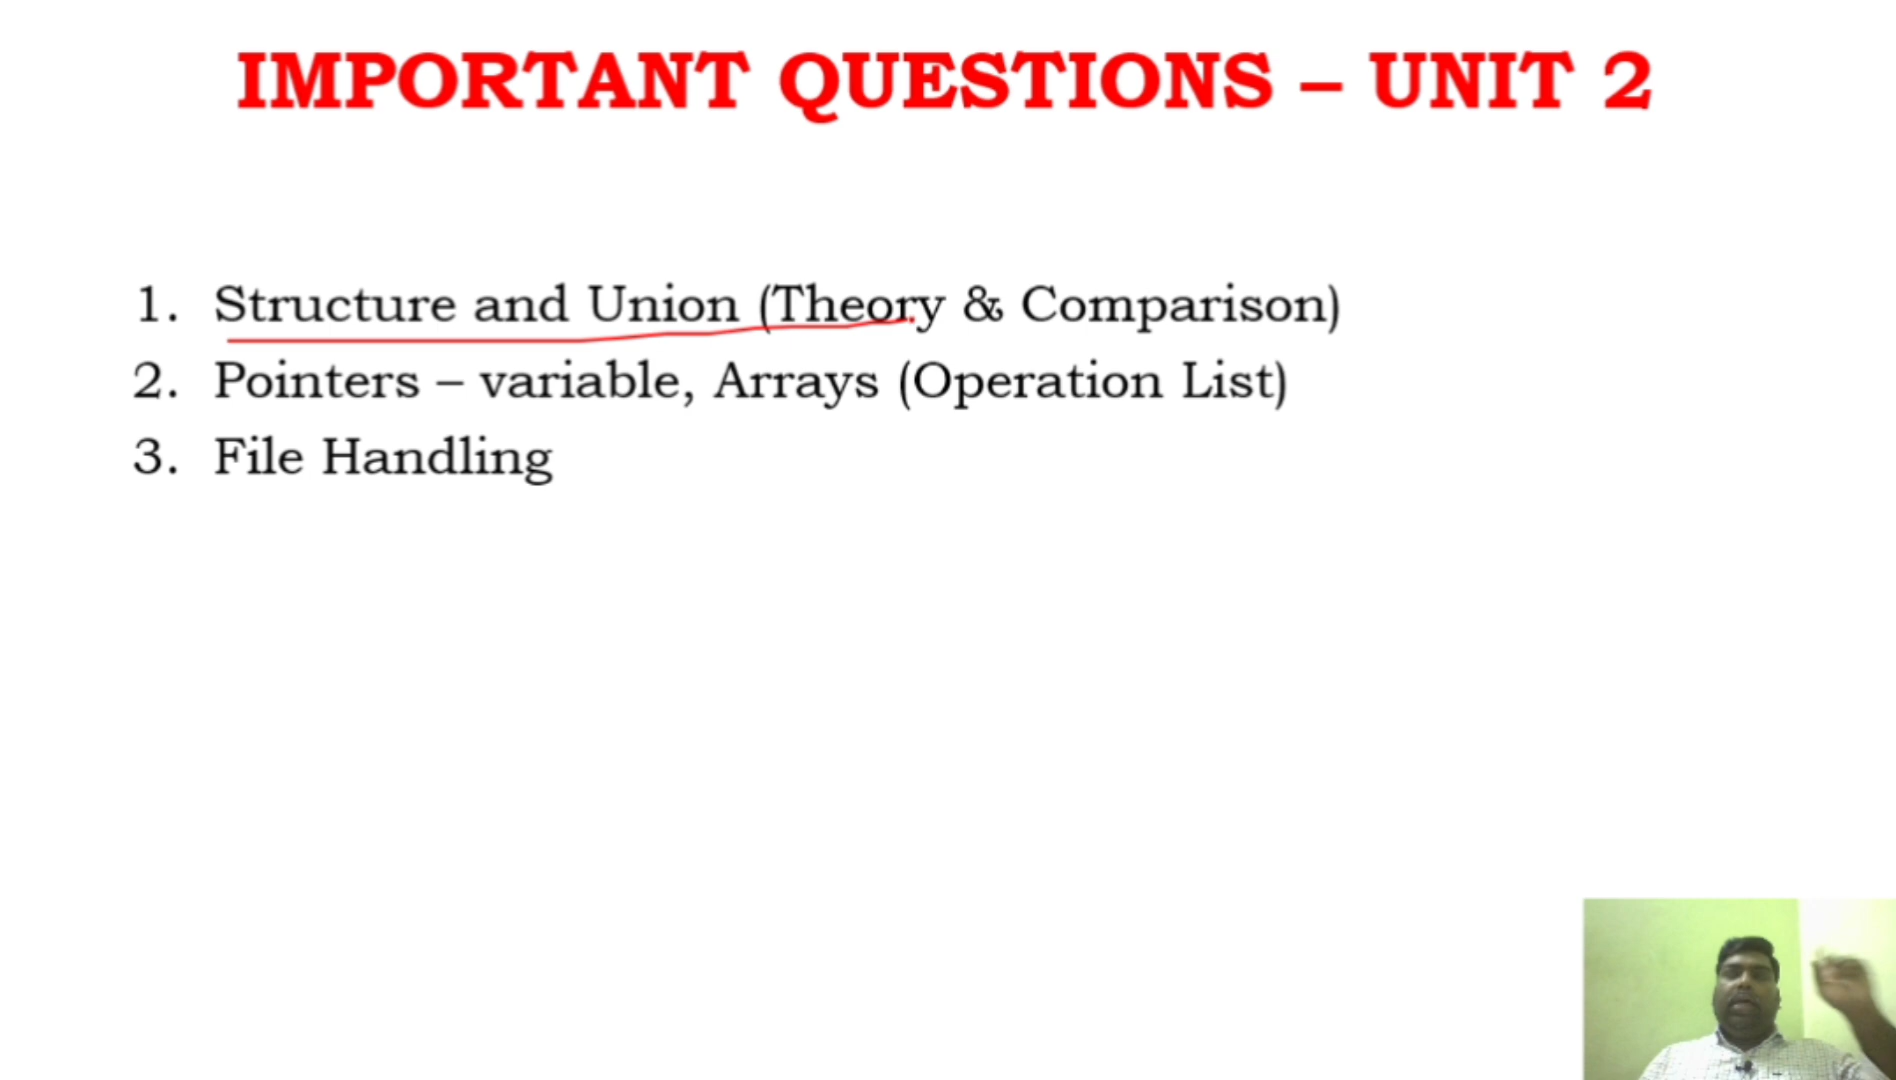 IMPORTANT QUESTIONS – UNIT 2
1. Structure and Union (Theory & Comparison)
2. Pointers – variable, Arrays (Operation List)
3. File Handling